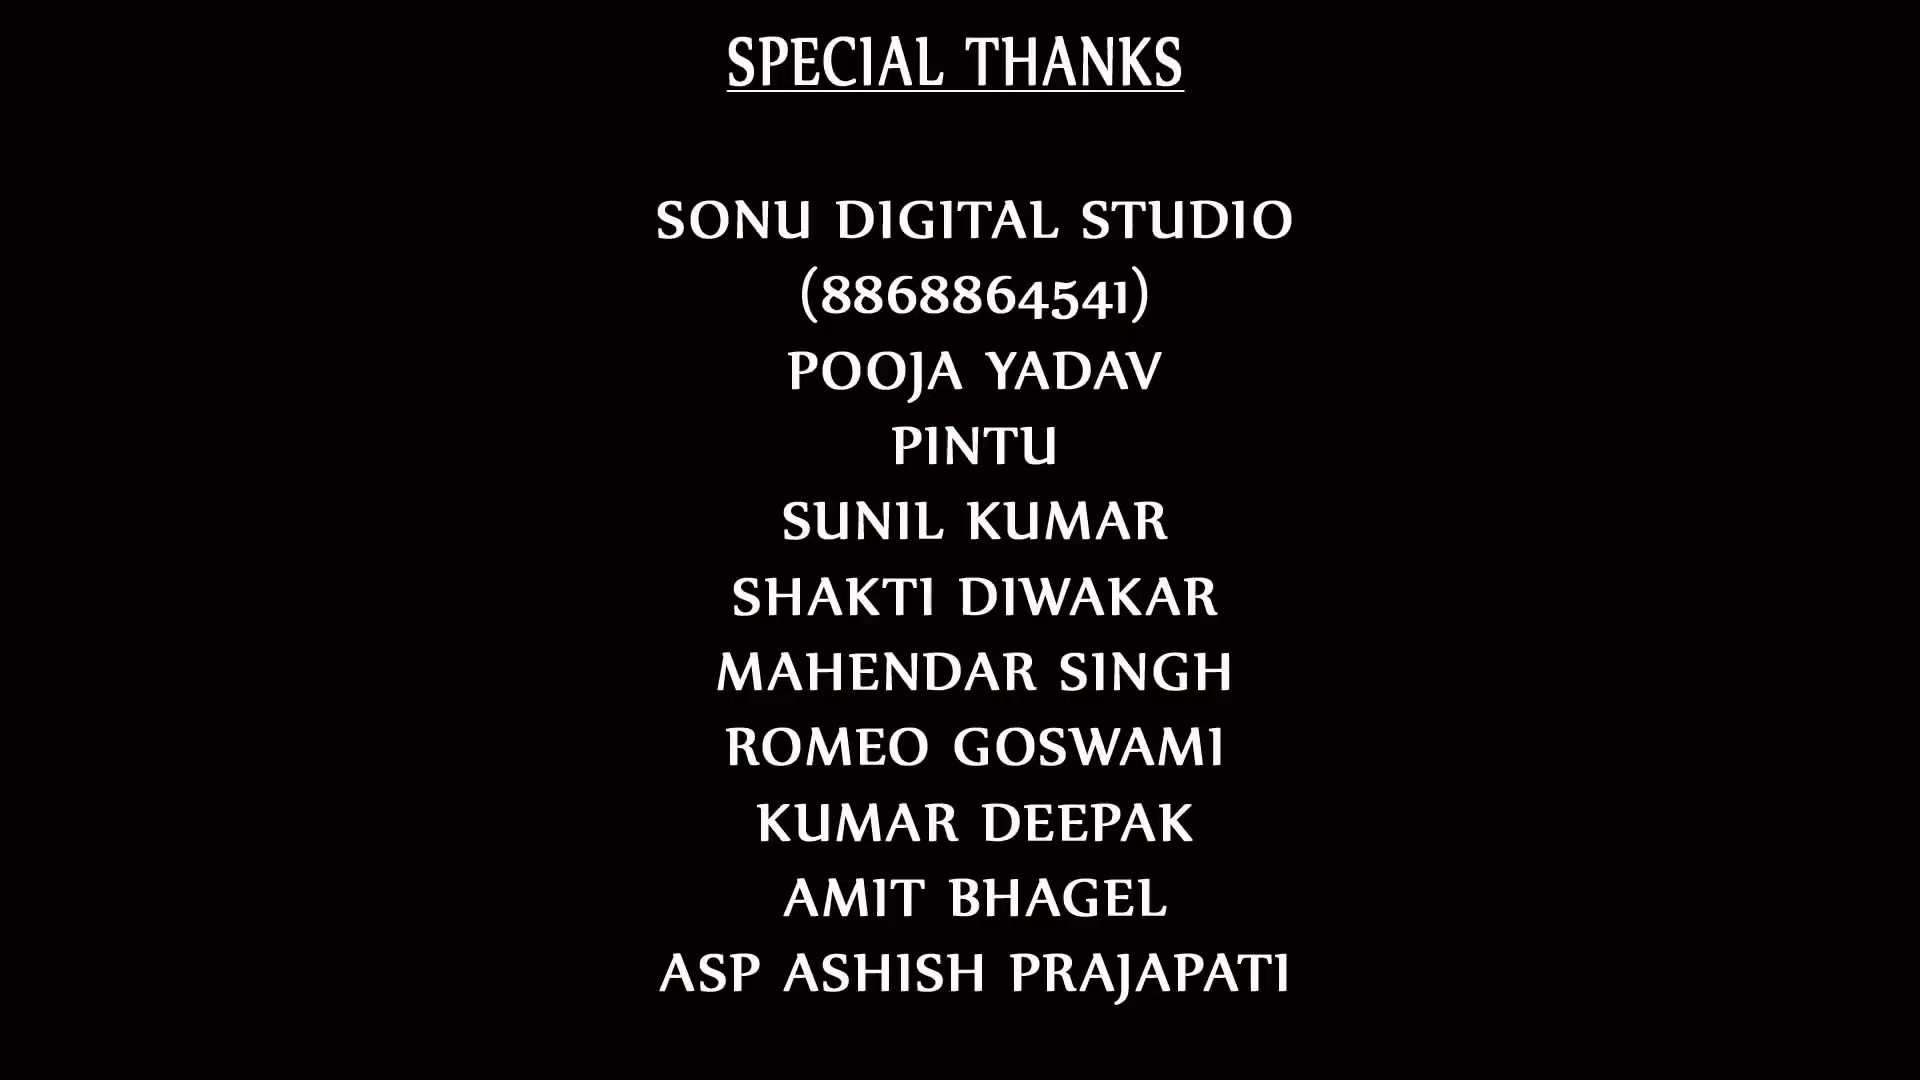 SPECIAL THANKS
SONU DIGITAL STUDIO
(8868864541)
POOJA YADAV
PINTU
SUNIL KUMAR
SHAKTI DIWAKAR
MAHENDAR SINGH
ROMEO GOSWAMI
KUMAR DEEPAK
AMIT BHAGEL
ASP ASHISH PRAJAPATI